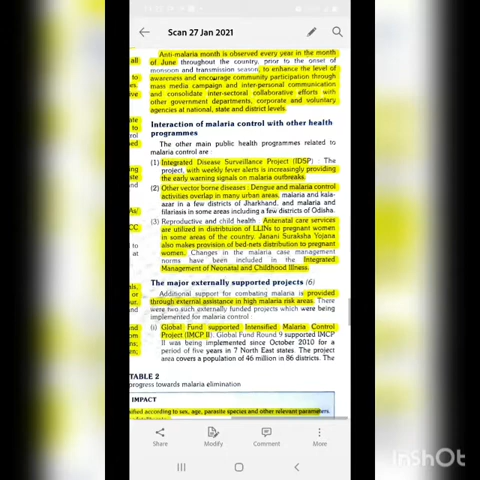 Scan 27 Jan 2021
Anti-malaria month is observed every year in the month
of June throughout the country, prior to the onset of
monsoon and transmission season, to enhance the level of
awareness and encourage community participation through
mass media campaign and inter-personal communication
and consolidate inter-sectoral collaborative efforts with
other government departments, corporate and voluntary
agencies at national, state and district levels.
Interaction of malaria control with other health
programmes
The other main public health programmes related to
malaria control are :
(1) Integrated Disease Surveillance Project (IDSP) : The
project, with weekly fever alerts is increasingly providing
the early warning signals on malaria outbreaks.
(2) Other vector borne diseases : Dengue and malaria control
activities overlap in many urban areas, malaria and kala-
azar in a few districts of Jharkhand, and malaria and
filariasis in some areas including a few districts of Odisha.
(3) Reproductive and child health : Antenatal care services
are utilized in distribtuion of LLINs to pregnant women
in some areas of the country. Janani Suraksha Yojana
also makes provision of bed-nets distribution to pregnant
women. Changes in the malaria case management
norms have been included in the Integrated
Management of Neonatal and Childhood Illness.
The major externally supported projects (6)
Additional support for combating malaria is provided
through external assistance in high malaria risk areas. There
were two such externally funded projects which were being
implemented for malaria control
(i) Global Fund supported Intensified Malaria Control
Project (IMCP II). Global Fund Round 9 supported IMCP
II was being implemented since October 2010 for a
period of five years in 7 North East states. The project
area covers a population of 46 million in 86 districts. The
TABLE 2
progress towards malaria elimination
IMPACT
ified according to sex, age, parasite species and other relevant parameters.
Share
Modify
Comment
More
InShOt